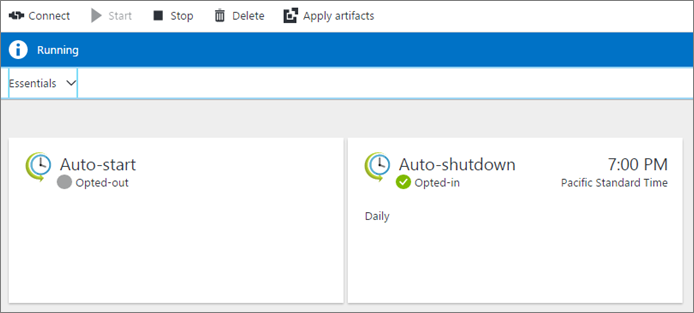 Connect Start Stop Delete Apply artifacts
Running
Essentials
Auto-start
Opted-out
Auto-shutdown 7:00 PM
Opted-in Pacific Standard Time
Daily